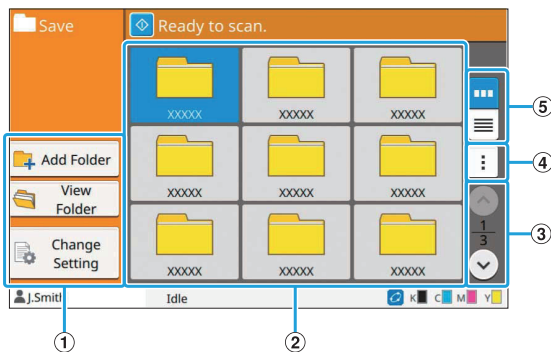 Save
Ready to scan.
XXXXX XXXXX XXXXX
Add Folder
XXXXX XXXXX XXXXX
View
Folder
Change
Setting
XXXXX XXXXX XXXXX
1
3
J.Smith Idle K C M Y
5
4
3
1 2